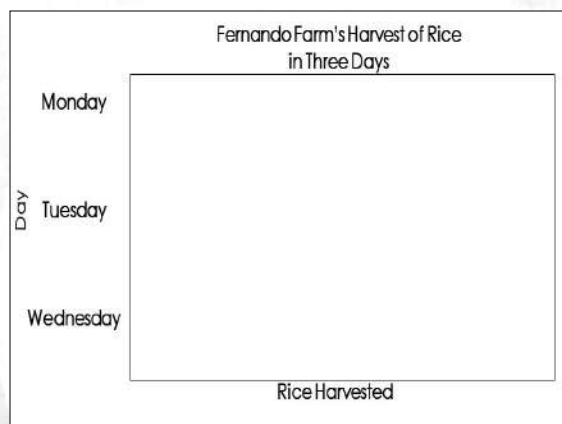 Fernando Farm's Harvest of Rice
in Three Days
Monday
Day
Tuesday
Wednesday
Rice Harvested